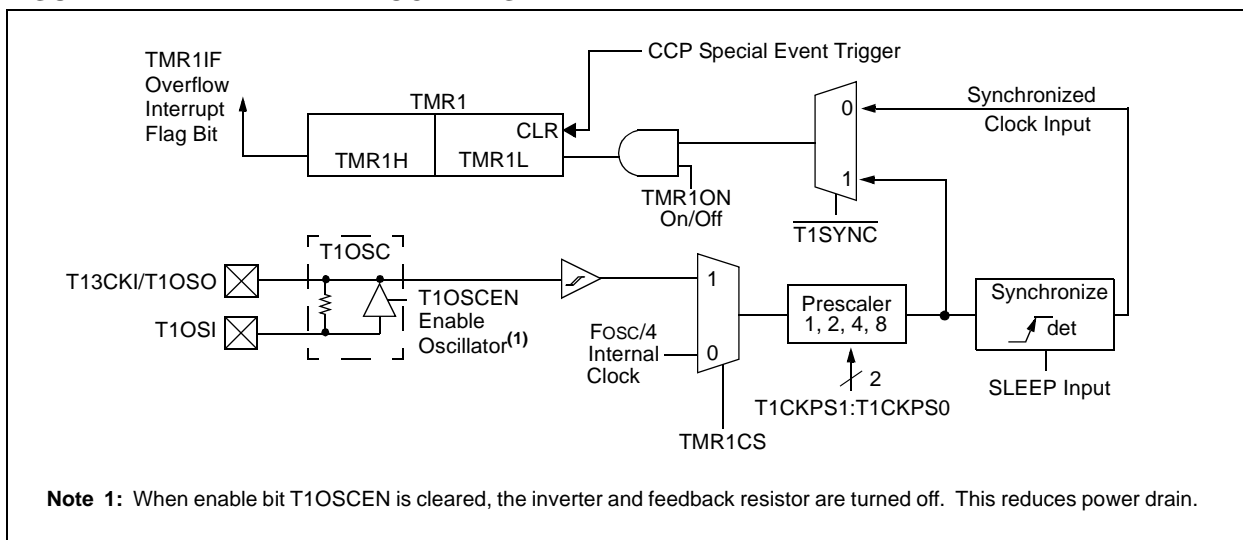 CCP Special Event Trigger
TMR1IF
Overflow
Interrupt
Flag Bit
TMR1
CLR
TMR1H
TMR1L
TMR1ON
On/Off
0
1
T1SYNC
Synchronized
Clock Input
T1OSC
T13CKI/T1OSO
T1OSI
T1OSCEN
Enable
Oscillator(1)
FOSC/4
Internal
Clock
1
0
TMR1CS
Prescaler
1, 2, 4, 8
2
T1CKPS1:T1CKPS0
Synchronize
det
SLEEP Input
Note 1: When enable bit T1OSCEN is cleared, the inverter and feedback resistor are turned off. This reduces power drain.